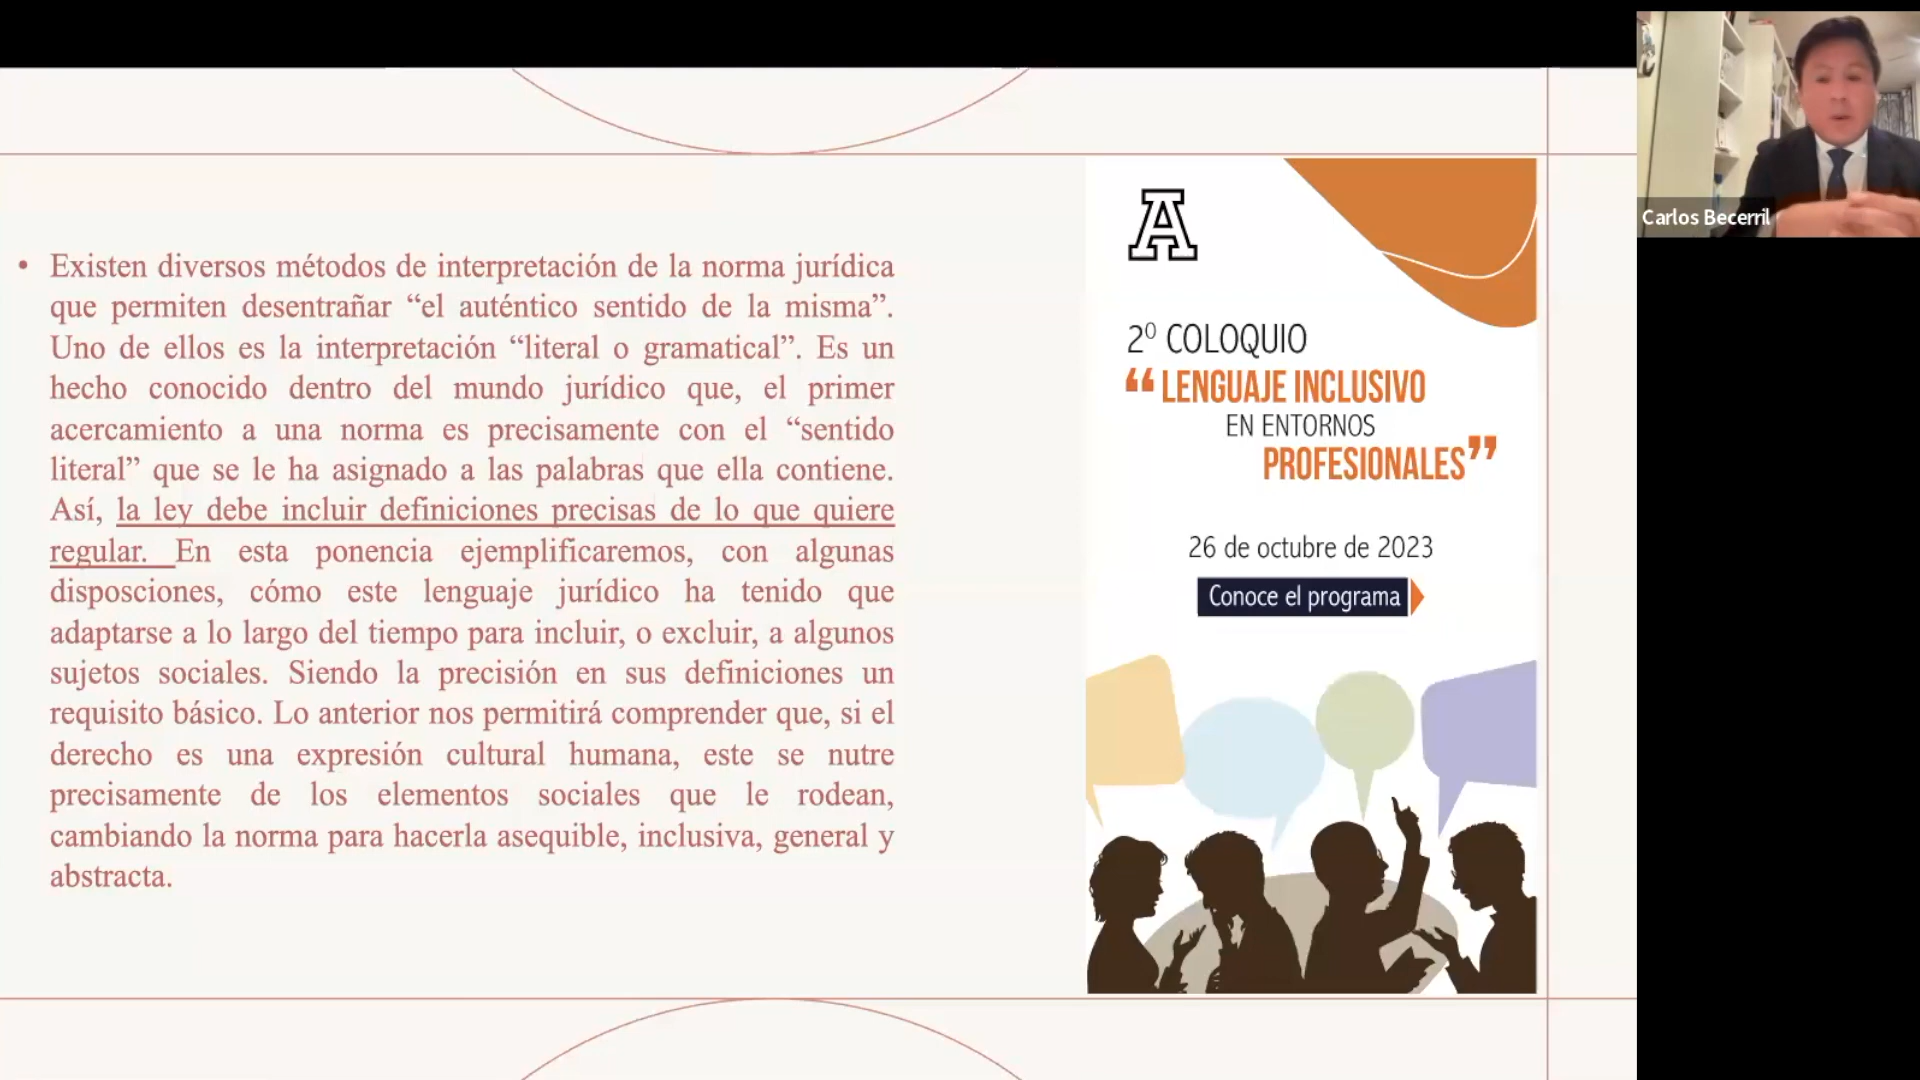 • Existen diversos métodos de interpretación de la norma jurídica
que permiten desentrañar “el auténtico sentido de la misma”.
Uno de ellos es la interpretación “literal o gramatical”. Es un
hecho conocido dentro del mundo jurídico que, el primer
acercamiento a una norma es precisamente con el “sentido
literal” que se le ha asignado a las palabras que ella contiene.
Así, la ley debe incluir definiciones precisas de lo que quiere
regular. En esta ponencia ejemplificaremos, con algunas
disposciones, cómo este lenguaje jurídico ha tenido que
adaptarse a lo largo del tiempo para incluir, o excluir, a algunos
sujetos sociales. Siendo la precisión en sus definiciones un
requisito básico. Lo anterior nos permitirá comprender que, si el
derecho es una expresión cultural humana, este se nutre
precisamente de los elementos sociales que le rodean,
cambiando la norma para hacerla asequible, inclusiva, general y
abstracta.
A
2º COLOQUIO
“LENGUAJE INCLUSIVO
EN ENTORNOS
PROFESIONALES”
26 de octubre de 2023
Conoce el programa
Carlos Becerril